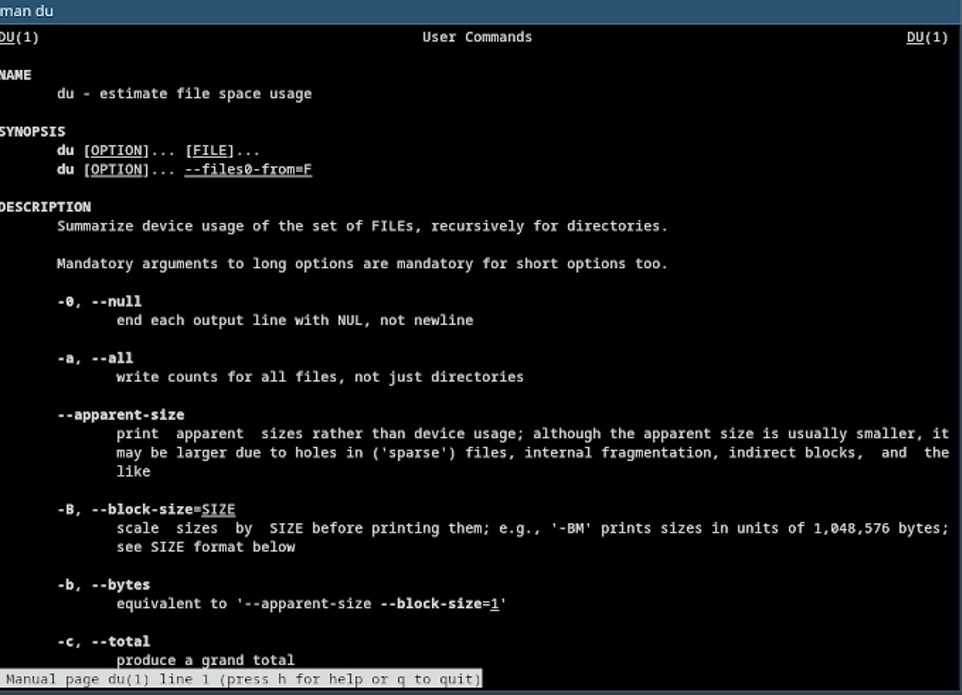 man du
DU(1) User Commands DU(1)
NAME
du - estimate file space usage
SYNOPSIS
du [OPTION]... [FILE]...
du [OPTION]... --files0-from=F
DESCRIPTION
Summarize device usage of the set of FILEs, recursively for directories.
Mandatory arguments to long options are mandatory for short options too.
-0, --null
end each output line with NUL, not newline
-a, --all
write counts for all files, not just directories
--apparent-size
print apparent sizes rather than device usage; although the apparent size is usually smaller, it
may be larger due to holes in ('sparse') files, internal fragmentation, indirect blocks, and the
like
-B, --block-size=SIZE
scale sizes by SIZE before printing them; e.g., '-BM' prints sizes in units of 1,048,576 bytes;
see SIZE format below
-b, --bytes
equivalent to '--apparent-size --block-size=1'
-c, --total
produce a grand total
Manual page du(1) line 1 (press h for help or q to quit)